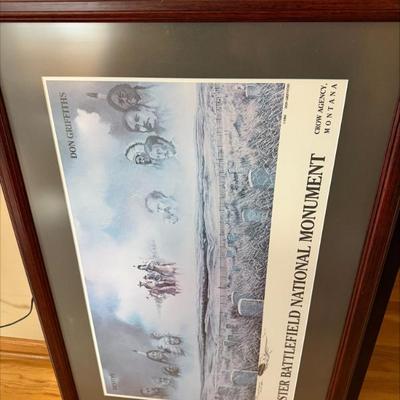 DON GRIFFITHS
STER BATTLEFIELD NATIONAL MONUMENT
CROW AGENCY,
MONTANA